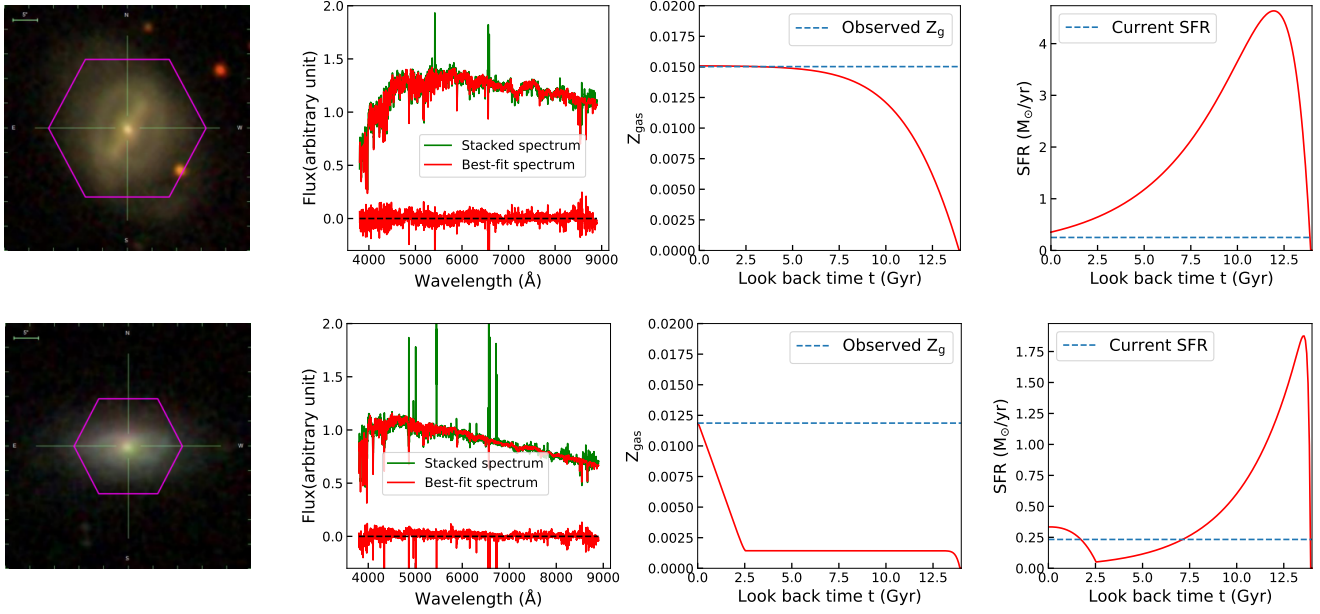 5"
N
E
W
S
2.0
1.5
1.0
0.5
0.0
Flux(arbitrary unit)
Stacked spectrum
Best-fit spectrum
4000 5000 6000 7000 8000 9000
Wavelength (Å)
0.0200
0.0175
0.0150
0.0125
0.0100
0.0075
0.0050
0.0025
0.0000
Zgas
Observed Zg
0.0 2.5 5.0 7.5 10.0 12.5
Look back time t (Gyr)
4
3
2
1
0
SFR (M⊙/yr)
Current SFR
0.0 2.5 5.0 7.5 10.0 12.5
Look back time t (Gyr)
5"
N
E
W
S
2.0
1.5
1.0
0.5
0.0
Flux(arbitrary unit)
Stacked spectrum
Best-fit spectrum
4000 5000 6000 7000 8000 9000
Wavelength (Å)
0.0200
0.0175
0.0150
0.0125
0.0100
0.0075
0.0050
0.0025
0.0000
Zgas
Observed Zg
0.0 2.5 5.0 7.5 10.0 12.5
Look back time t (Gyr)
1.75
1.50
1.25
1.00
0.75
0.50
0.25
0.00
SFR (M⊙/yr)
Current SFR
0.0 2.5 5.0 7.5 10.0 12.5
Look back time t (Gyr)